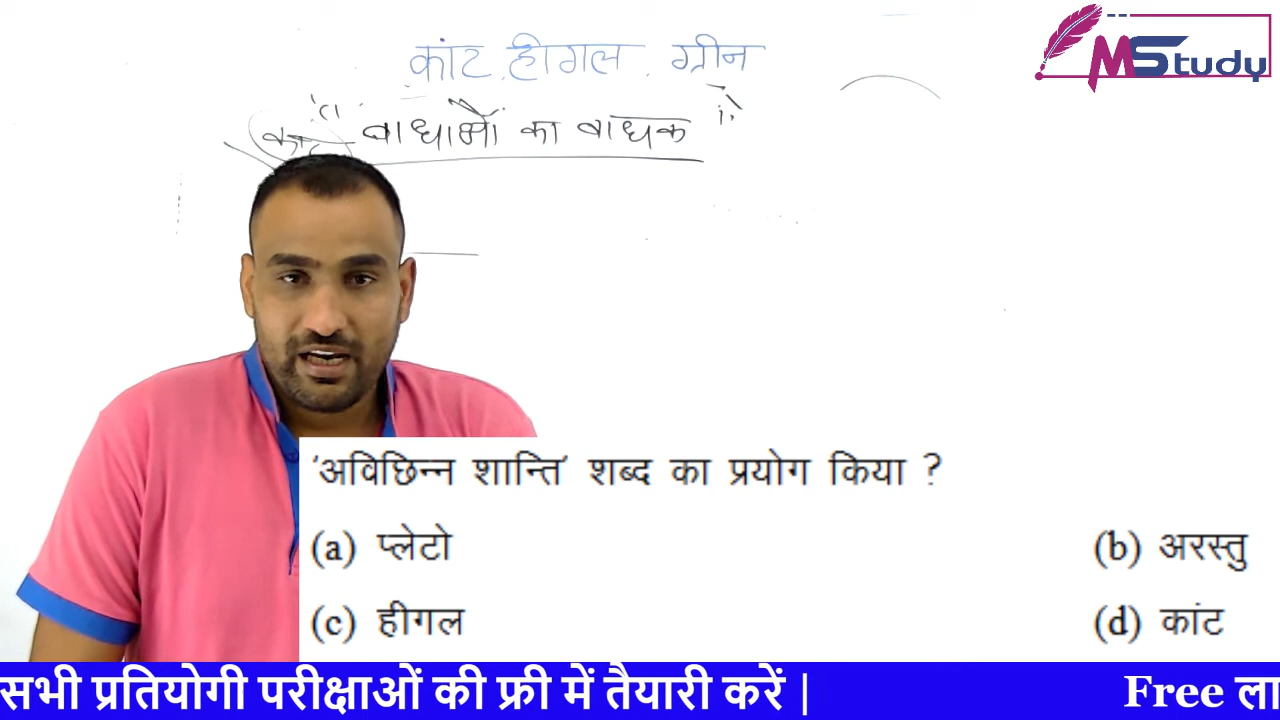 MStudy
कांट, हीगल, ग्रीन
बाधाओं का बाधक
'अविछिन्न शान्ति' शब्द का प्रयोग किया ?
(a) प्लेटो (b) अरस्तु
(c) हीगल (d) कांट
सभी प्रतियोगी परीक्षाओं की फ्री में तैयारी करें | Free ला